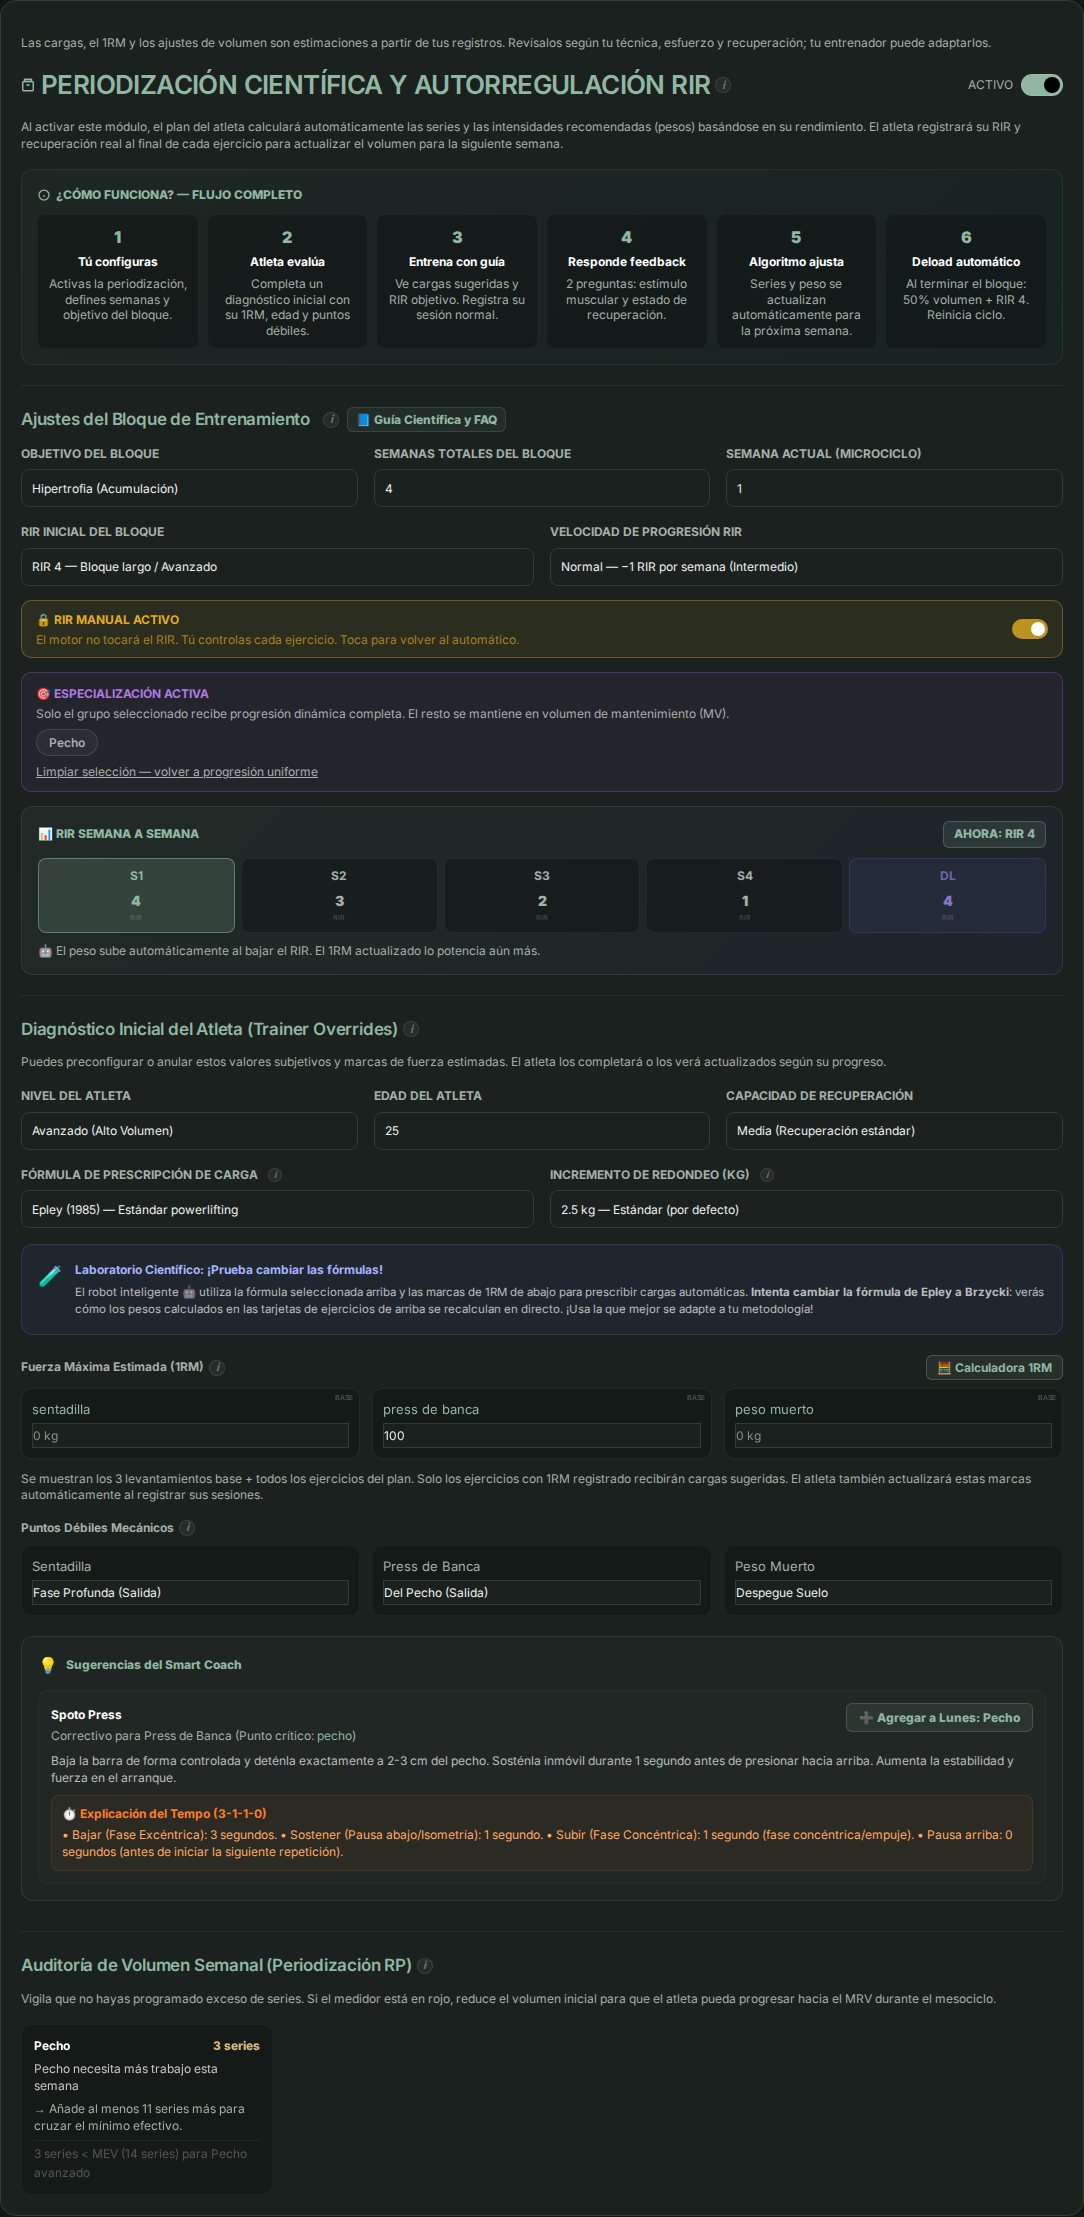 Las cargas, el 1RM y los ajustes de volumen son estimaciones a partir de tus registros. Revísalos según tu técnica, esfuerzo y recuperación; tu entrenador puede adaptarlos.
PERIODIZACIÓN CIENTÍFICA Y AUTORREGULACIÓN RIR i
ACTIVO
Al activar este módulo, el plan del atleta calculará automáticamente las series y las intensidades recomendadas (pesos) basándose en su rendimiento. El atleta registrará su RIR y
recuperación real al final de cada ejercicio para actualizar el volumen para la siguiente semana.
¿CÓMO FUNCIONA? — FLUJO COMPLETO
1
Tú configuras
Activas la periodización,
defines semanas y
objetivo del bloque.
2
Atleta evalúa
Completa un
diagnóstico inicial con
su 1RM, edad y puntos
débiles.
3
Entrena con guía
Ve cargas sugeridas y
RIR objetivo. Registra su
sesión normal.
4
Responde feedback
2 preguntas: estímulo
muscular y estado de
recuperación.
5
Algoritmo ajusta
Series y peso se
actualizan
automáticamente para
la próxima semana.
6
Deload automático
Al terminar el bloque:
50% volumen + RIR 4.
Reinicia ciclo.
Ajustes del Bloque de Entrenamiento i
📘 Guía Científica y FAQ
OBJETIVO DEL BLOQUE
Hipertrofia (Acumulación)
SEMANAS TOTALES DEL BLOQUE
4
SEMANA ACTUAL (MICROCICLO)
1
RIR INICIAL DEL BLOQUE
RIR 4 — Bloque largo / Avanzado
VELOCIDAD DE PROGRESIÓN RIR
Normal — −1 RIR por semana (Intermedio)
🔒 RIR MANUAL ACTIVO
El motor no tocará el RIR. Tú controlas cada ejercicio. Toca para volver al automático.
🎯 ESPECIALIZACIÓN ACTIVA
Solo el grupo seleccionado recibe progresión dinámica completa. El resto se mantiene en volumen de mantenimiento (MV).
Pecho
Limpiar selección — volver a progresión uniforme
📊 RIR SEMANA A SEMANA
AHORA: RIR 4
S1
4
RIR
S2
3
RIR
S3
2
RIR
S4
1
RIR
DL
4
RIR
🤖 El peso sube automáticamente al bajar el RIR. El 1RM actualizado lo potencia aún más.
Diagnóstico Inicial del Atleta (Trainer Overrides) i
Puedes preconfigurar o anular estos valores subjetivos y marcas de fuerza estimadas. El atleta los completará o los verá actualizados según su progreso.
NIVEL DEL ATLETA
Avanzado (Alto Volumen)
EDAD DEL ATLETA
25
CAPACIDAD DE RECUPERACIÓN
Media (Recuperación estándar)
FÓRMULA DE PRESCRIPCIÓN DE CARGA i
Epley (1985) — Estándar powerlifting
INCREMENTO DE REDONDEO (KG) i
2.5 kg — Estándar (por defecto)
🧪 Laboratorio Científico: ¡Prueba cambiar las fórmulas!
El robot inteligente 🤖 utiliza la fórmula seleccionada arriba y las marcas de 1RM de abajo para prescribir cargas automáticas. Intenta cambiar la fórmula de Epley a Brzycki: verás
cómo los pesos calculados en las tarjetas de ejercicios de arriba se recalculan en directo. ¡Usa la que mejor se adapte a tu metodología!
Fuerza Máxima Estimada (1RM) i
🧮 Calculadora 1RM
BASE
sentadilla
0 kg
BASE
press de banca
100
BASE
peso muerto
0 kg
Se muestran los 3 levantamientos base + todos los ejercicios del plan. Solo los ejercicios con 1RM registrado recibirán cargas sugeridas. El atleta también actualizará estas marcas
automáticamente al registrar sus sesiones.
Puntos Débiles Mecánicos i
Sentadilla
Fase Profunda (Salida)
Press de Banca
Del Pecho (Salida)
Peso Muerto
Despegue Suelo
💡 Sugerencias del Smart Coach
Spoto Press
➕ Agregar a Lunes: Pecho
Correctivo para Press de Banca (Punto crítico: pecho)
Baja la barra de forma controlada y deténla exactamente a 2-3 cm del pecho. Sosténla inmóvil durante 1 segundo antes de presionar hacia arriba. Aumenta la estabilidad y
fuerza en el arranque.
⏱️ Explicación del Tempo (3-1-1-0)
• Bajar (Fase Excéntrica): 3 segundos. • Sostener (Pausa abajo/Isometría): 1 segundo. • Subir (Fase Concéntrica): 1 segundo (fase concéntrica/empuje). • Pausa arriba: 0
segundos (antes de iniciar la siguiente repetición).
Auditoría de Volumen Semanal (Periodización RP) i
Vigila que no hayas programado exceso de series. Si el medidor está en rojo, reduce el volumen inicial para que el atleta pueda progresar hacia el MRV durante el mesociclo.
Pecho
3 series
Pecho necesita más trabajo esta
semana
→ Añade al menos 11 series más para
cruzar el mínimo efectivo.
3 series < MEV (14 series) para Pecho
avanzado